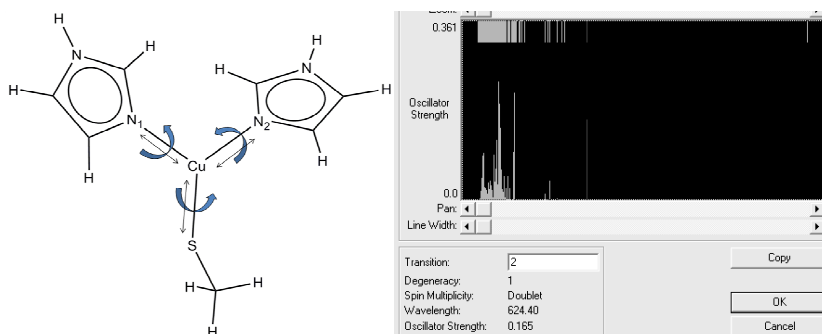 H
H
N
H
N₁
H
H
N
H
H
N₂
H
Cu
S
H
H
H
Zoom:
0.361
Oscillator
Strength
0.0
Pan:
Line Width:
Transition: 2
Degeneracy: 1
Spin Multiplicity: Doublet
Wavelength: 624.40
Oscillator Strength: 0.165
Copy
OK
Cancel